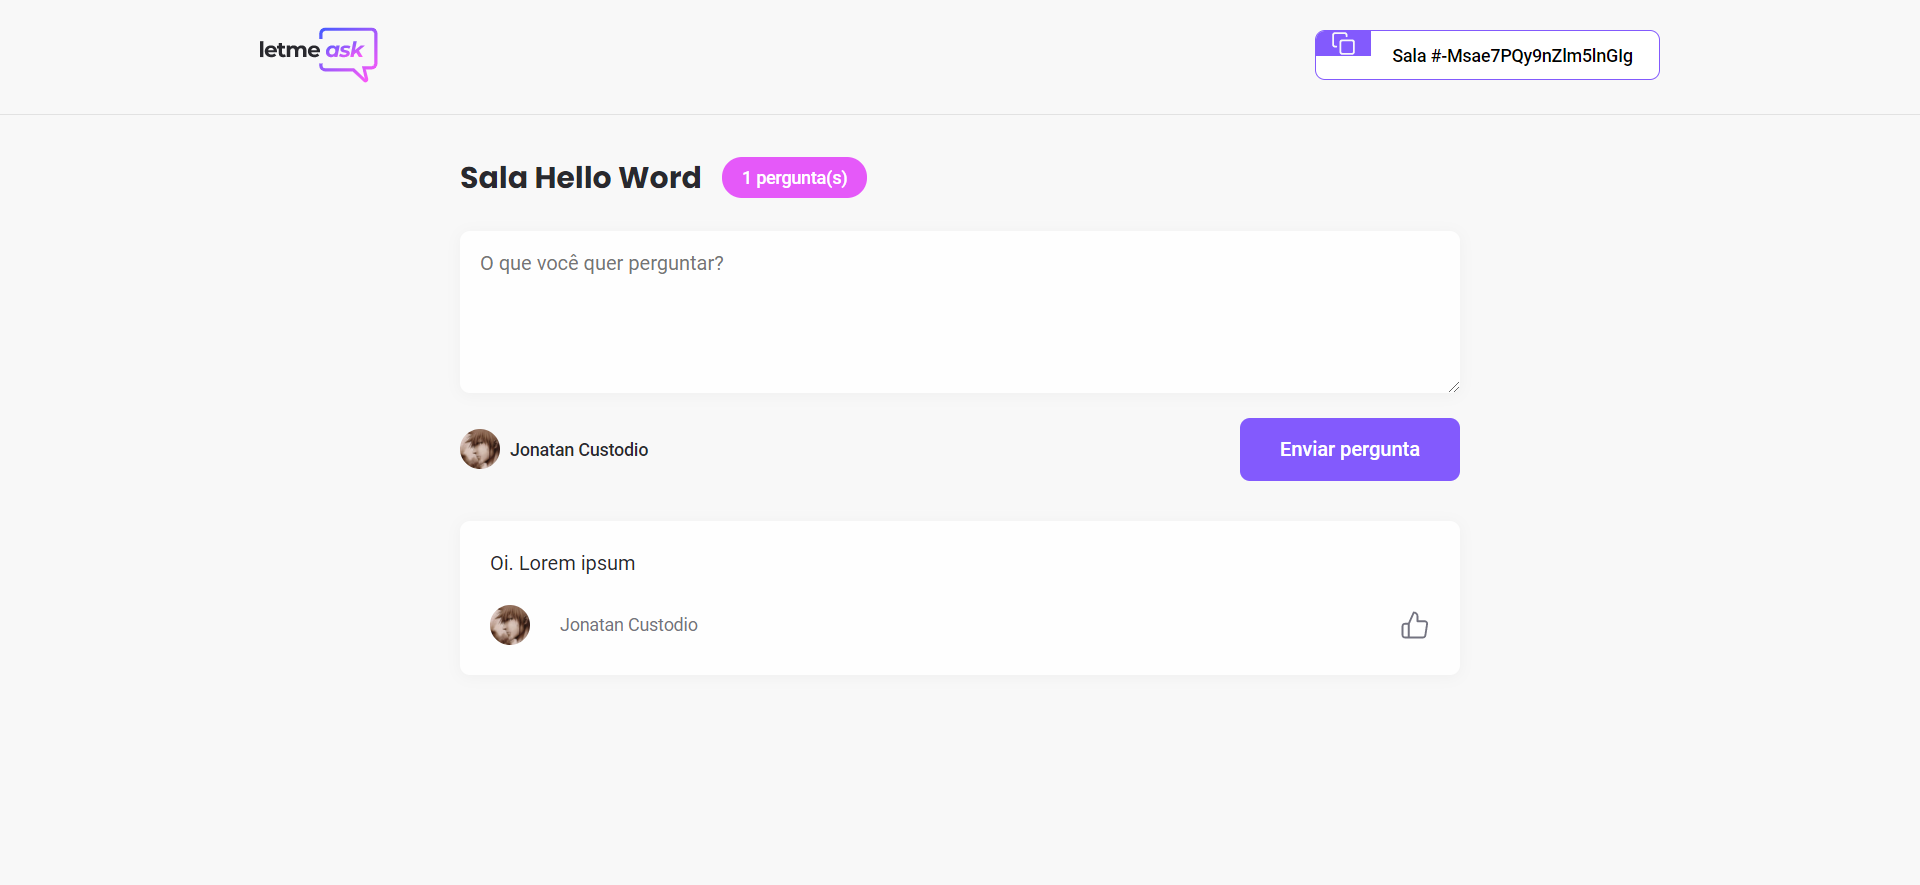 letme ask
Sala #-Msae7PQy9nZlm5lnGIg
Sala Hello Word
1 pergunta(s)
O que você quer perguntar?
Jonatan Custodio
Enviar pergunta
Oi. Lorem ipsum
Jonatan Custodio